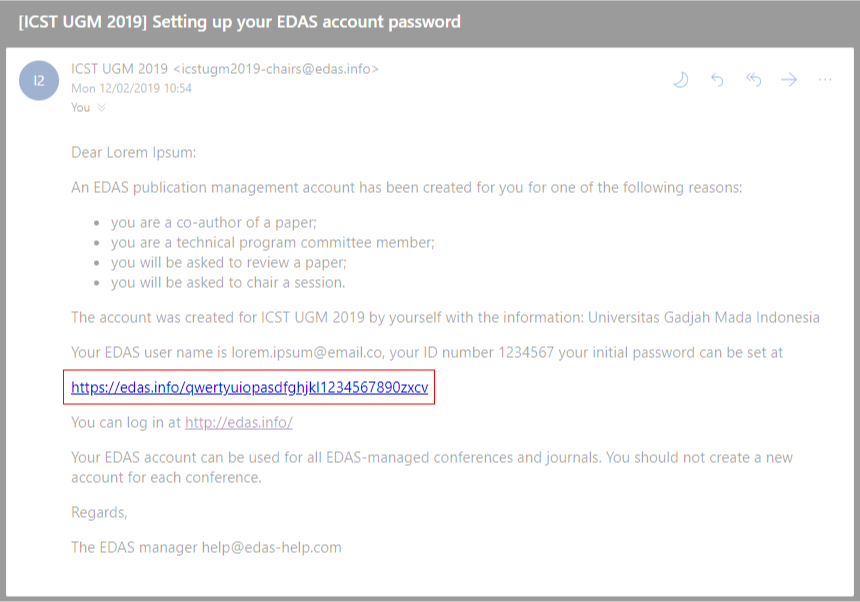 [ICST UGM 2019] Setting up your EDAS account password
I2
ICST UGM 2019 <icstugm2019-chairs@edas.info>
Mon 12/02/2019 10:54
You
Dear Lorem Ipsum:
An EDAS publication management account has been created for you for one of the following reasons:
• you are a co-author of a paper;
• you are a technical program committee member;
• you will be asked to review a paper;
• you will be asked to chair a session.
The account was created for ICST UGM 2019 by yourself with the information: Universitas Gadjah Mada Indonesia
Your EDAS user name is lorem.ipsum@email.co, your ID number 1234567 your initial password can be set at
https://edas.info/qwertyuiopasdfghjkl1234567890zxcv
You can log in at http://edas.info/
Your EDAS account can be used for all EDAS-managed conferences and journals. You should not create a new
account for each conference.
Regards,
The EDAS manager help@edas-help.com